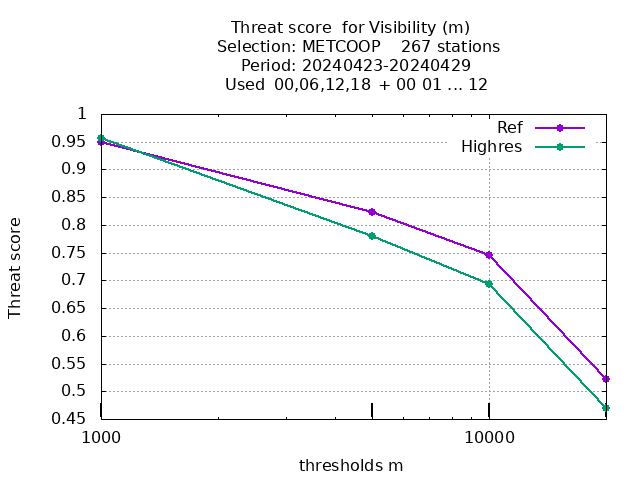 Threat score  for Visibility (m)
Selection: METCOOP    267 stations
Period: 20240423-20240429
Used  00,06,12,18 + 00 01 ... 12
1
0.95
0.9
0.85
0.8
0.75
0.7
0.65
0.6
0.55
0.5
0.45
Threat score
Ref
Highres
1000
10000
thresholds m